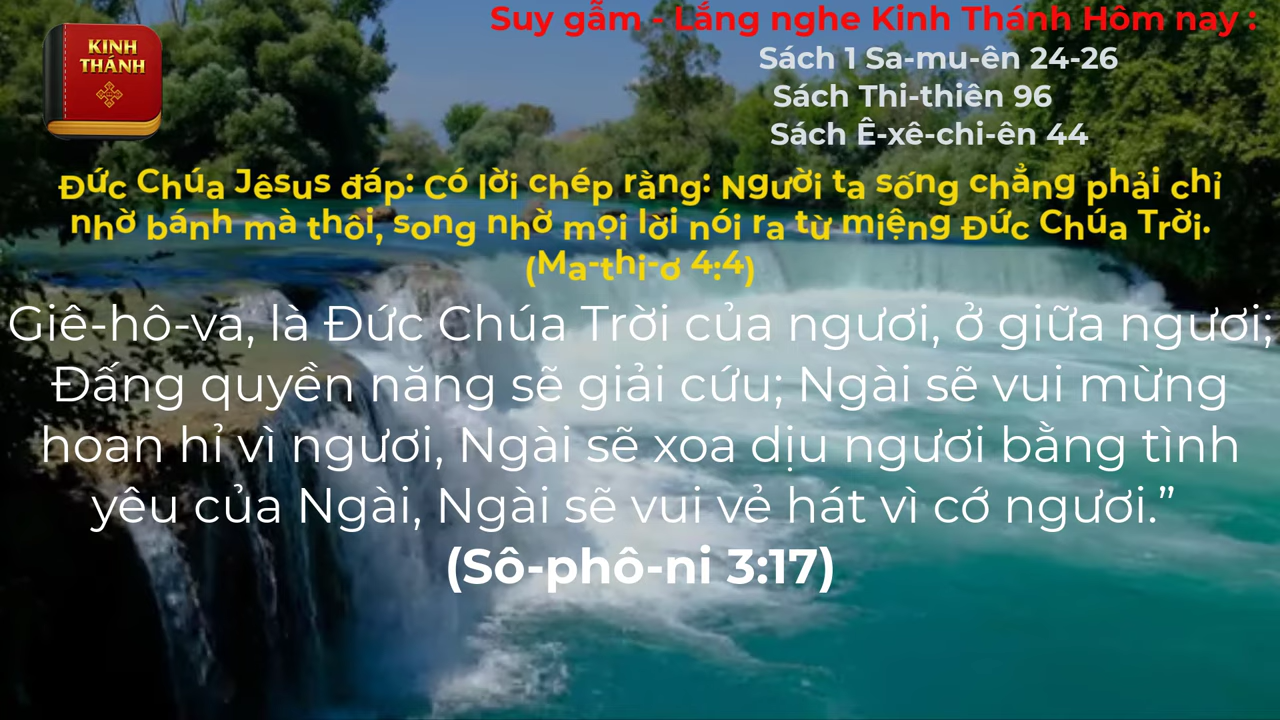 KINH
THÁNH
Suy gẫm - Lắng nghe Kinh Thánh Hôm nay :
Sách 1 Sa-mu-ên 24-26
Sách Thi-thiên 96
Sách Ê-xê-chi-ên 44
Đức Chúa Jêsus đáp: Có lời chép rằng: Người ta sống chẳng phải chỉ
nhờ bánh mà thôi, song nhờ mọi lời nói ra từ miệng Đức Chúa Trời.
(Ma-thi-ơ 4:4)
Giê-hô-va, là Đức Chúa Trời của ngươi, ở giữa ngươi;
Đấng quyền năng sẽ giải cứu; Ngài sẽ vui mừng
hoan hỉ vì ngươi, Ngài sẽ xoa dịu ngươi bằng tình
yêu của Ngài, Ngài sẽ vui vẻ hát vì cớ ngươi.”
(Sô-phô-ni 3:17)